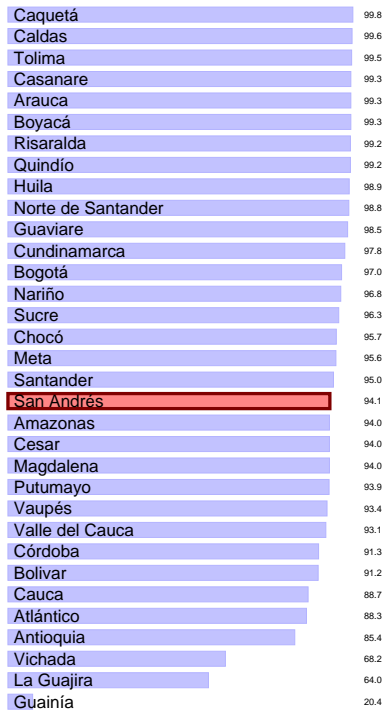 Caquetá 99.8
Caldas 99.6
Tolima 99.5
Casanare 99.3
Arauca 99.3
Boyacá 99.3
Risaralda 99.2
Quindío 99.2
Huila 98.9
Norte de Santander 98.8
Guaviare 98.5
Cundinamarca 97.8
Bogotá 97.0
Nariño 96.8
Sucre 96.3
Chocó 95.7
Meta 95.6
Santander 95.0
San Andrés 94.1
Amazonas 94.0
Cesar 94.0
Magdalena 94.0
Putumayo 93.9
Vaupés 93.4
Valle del Cauca 93.1
Córdoba 91.3
Bolivar 91.2
Cauca 88.7
Atlántico 88.3
Antioquia 85.4
Vichada 68.2
La Guajira 64.0
Guainía 20.4